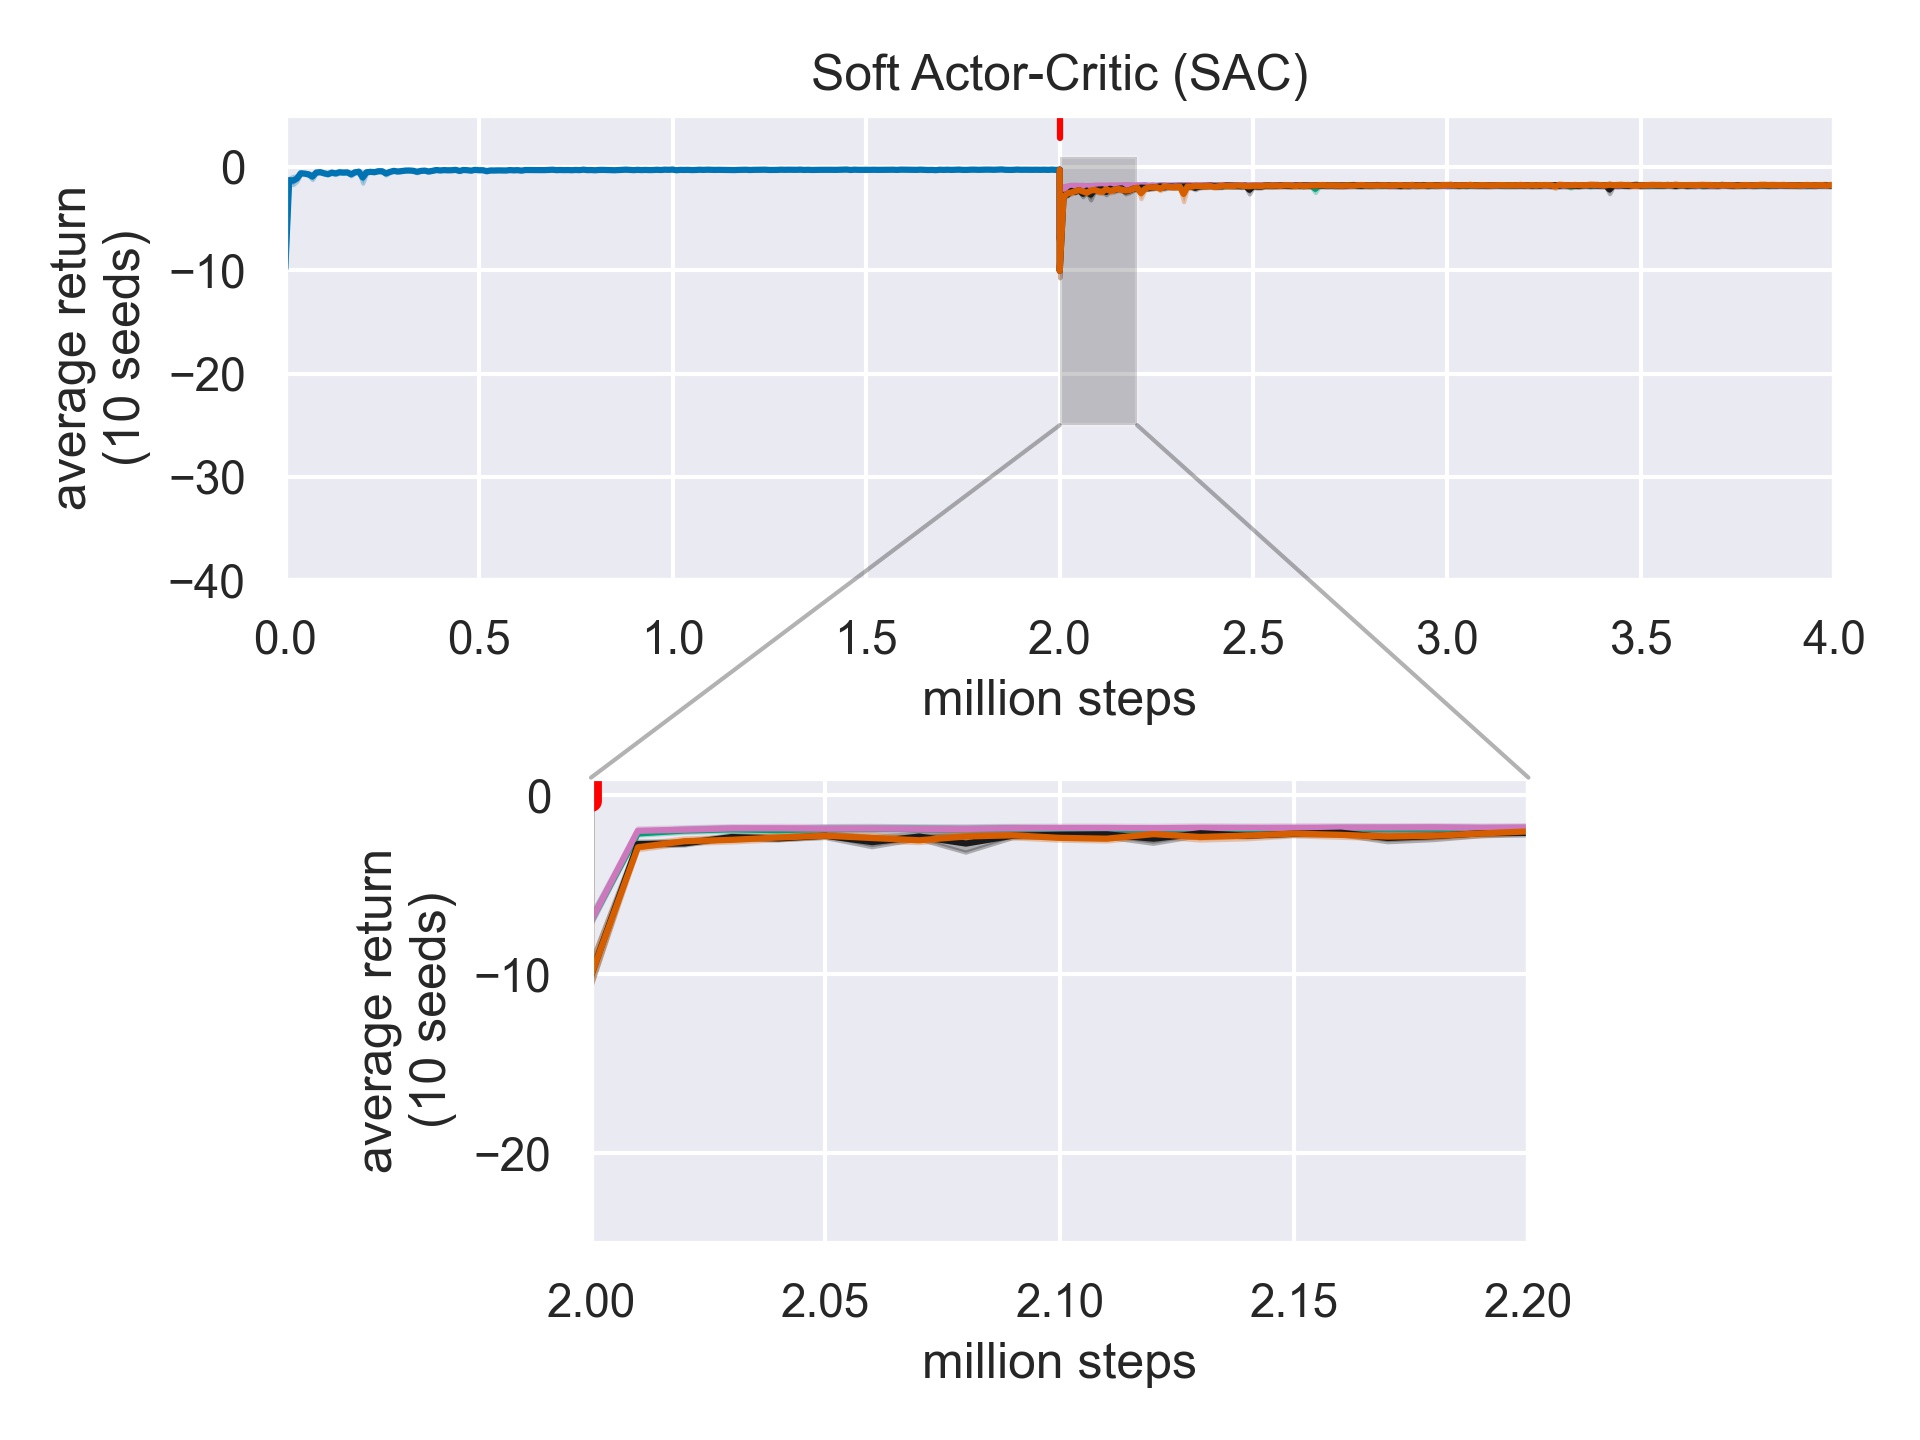 Soft Actor-Critic (SAC)
average return
(10 seeds)
0
−10
−20
−30
−40
0.0 0.5 1.0 1.5 2.0 2.5 3.0 3.5 4.0
million steps
average return
(10 seeds)
0
−10
−20
2.00 2.05 2.10 2.15 2.20
million steps